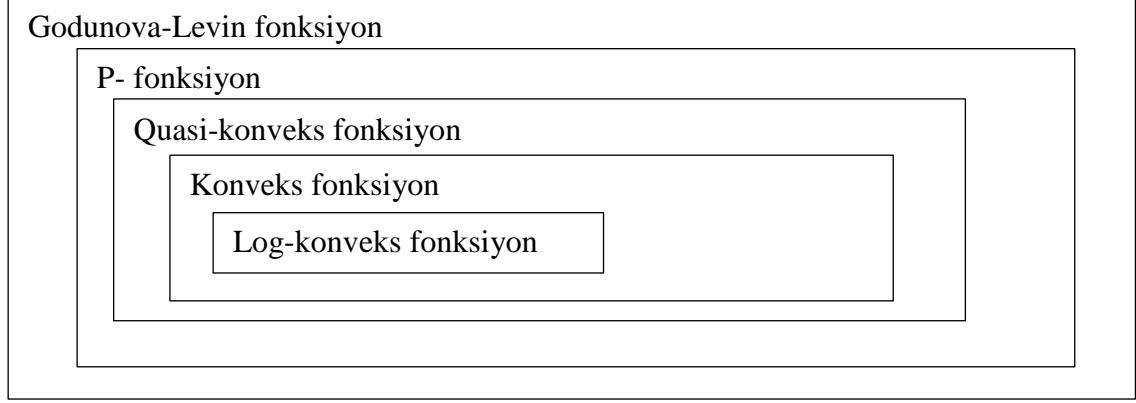 Godunova-Levin fonksiyon
P- fonksiyon
Quasi-konveks fonksiyon
Konveks fonksiyon
Log-konveks fonksiyon